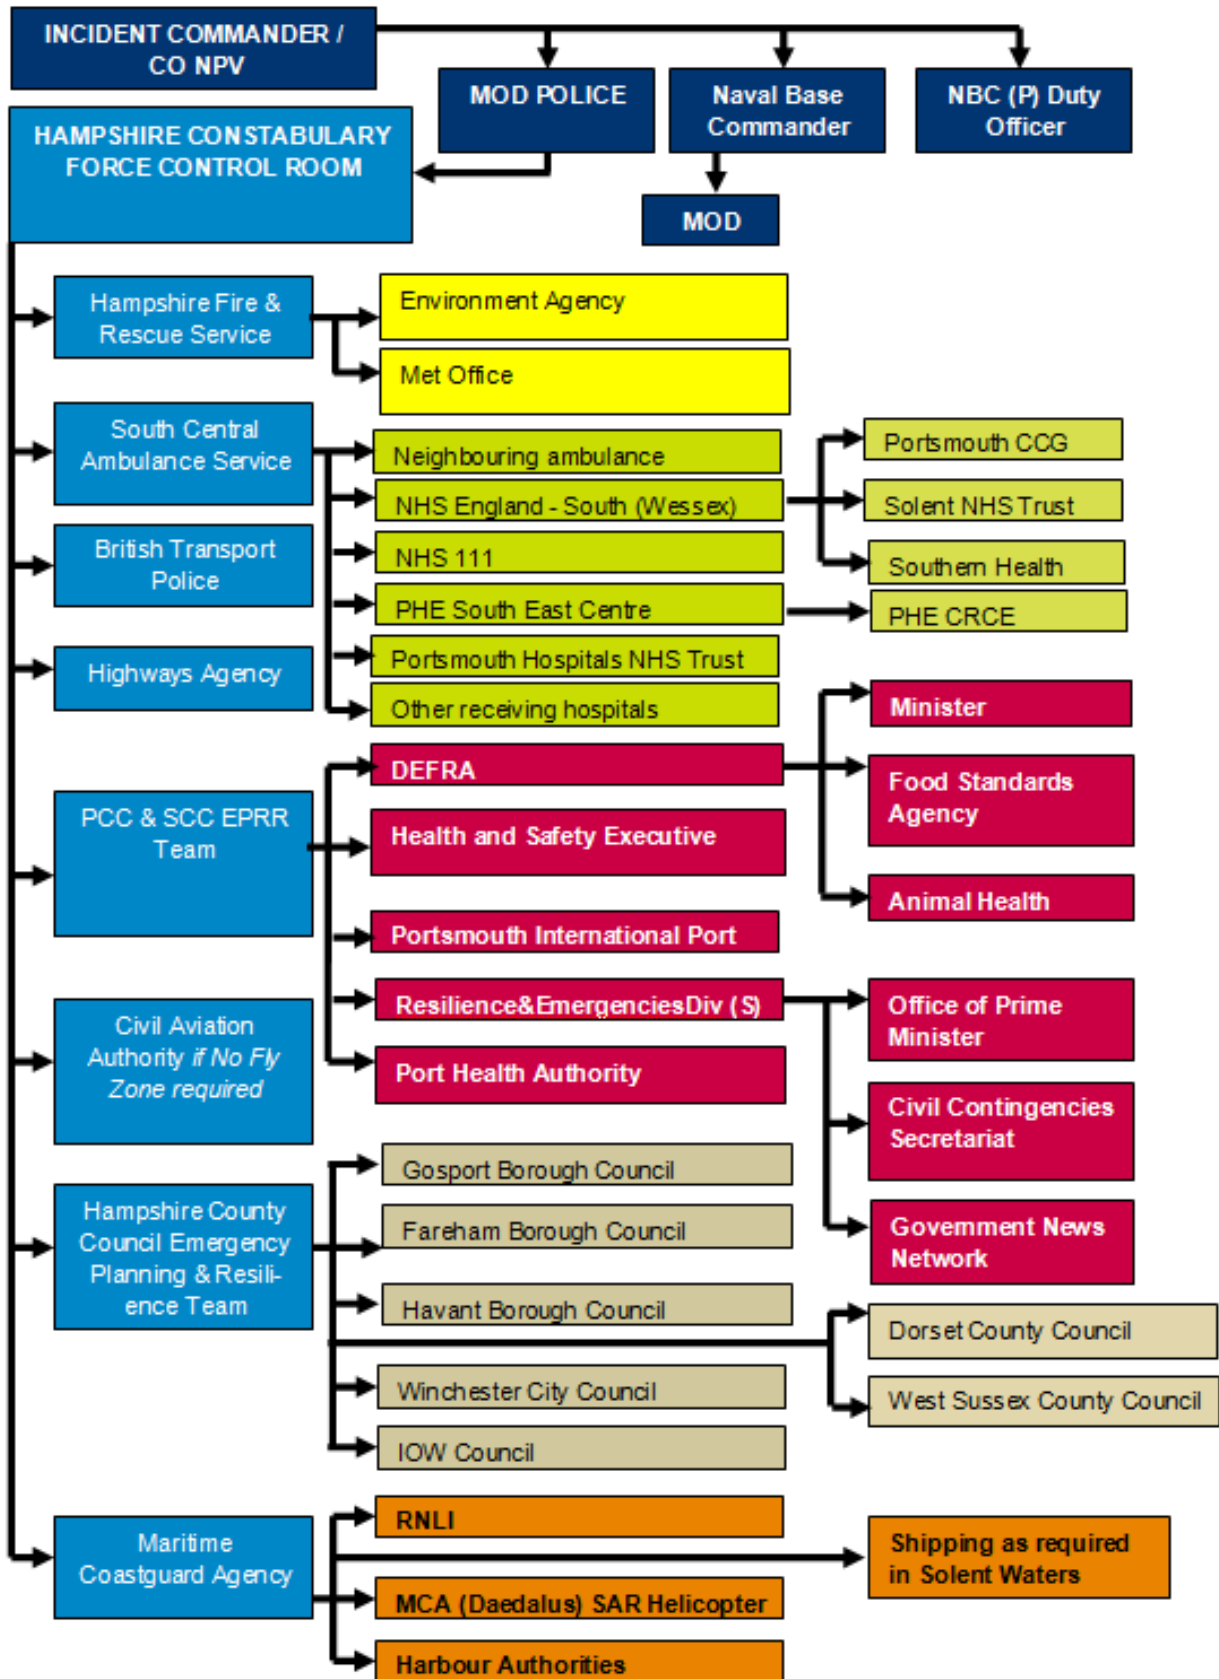 INCIDENT COMMANDER /
CO NPV
MOD POLICE
Naval Base
Commander
NBC (P) Duty
Officer
HAMPSHIRE CONSTABULARY
FORCE CONTROL ROOM
MOD
Hampshire Fire &
Rescue Service
Environment Agency
Met Office
South Central
Ambulance Service
Neighbouring ambulance
NHS England - South (Wessex)
NHS 111
PHE South East Centre
Portsmouth Hospitals NHS Trust
Other receiving hospitals
Portsmouth CCG
Solent NHS Trust
Southern Health
PHE CRCE
British Transport
Police
Highways Agency
PCC & SCC EPRR
Team
DEFRA
Health and Safety Executive
Portsmouth International Port
Resilience&EmergenciesDiv (S)
Port Health Authority
Minister
Food Standards
Agency
Animal Health
Office of Prime
Minister
Civil Contingencies
Secretariat
Government News
Network
Civil Aviation
Authority if No Fly
Zone required
Hampshire County
Council Emergency
Planning & Resili-
ence Team
Gosport Borough Council
Fareham Borough Council
Havant Borough Council
Winchester City Council
IOW Council
Dorset County Council
West Sussex County Council
Maritime
Coastguard Agency
RNLI
MCA (Daedalus) SAR Helicopter
Harbour Authorities
Shipping as required
in Solent Waters